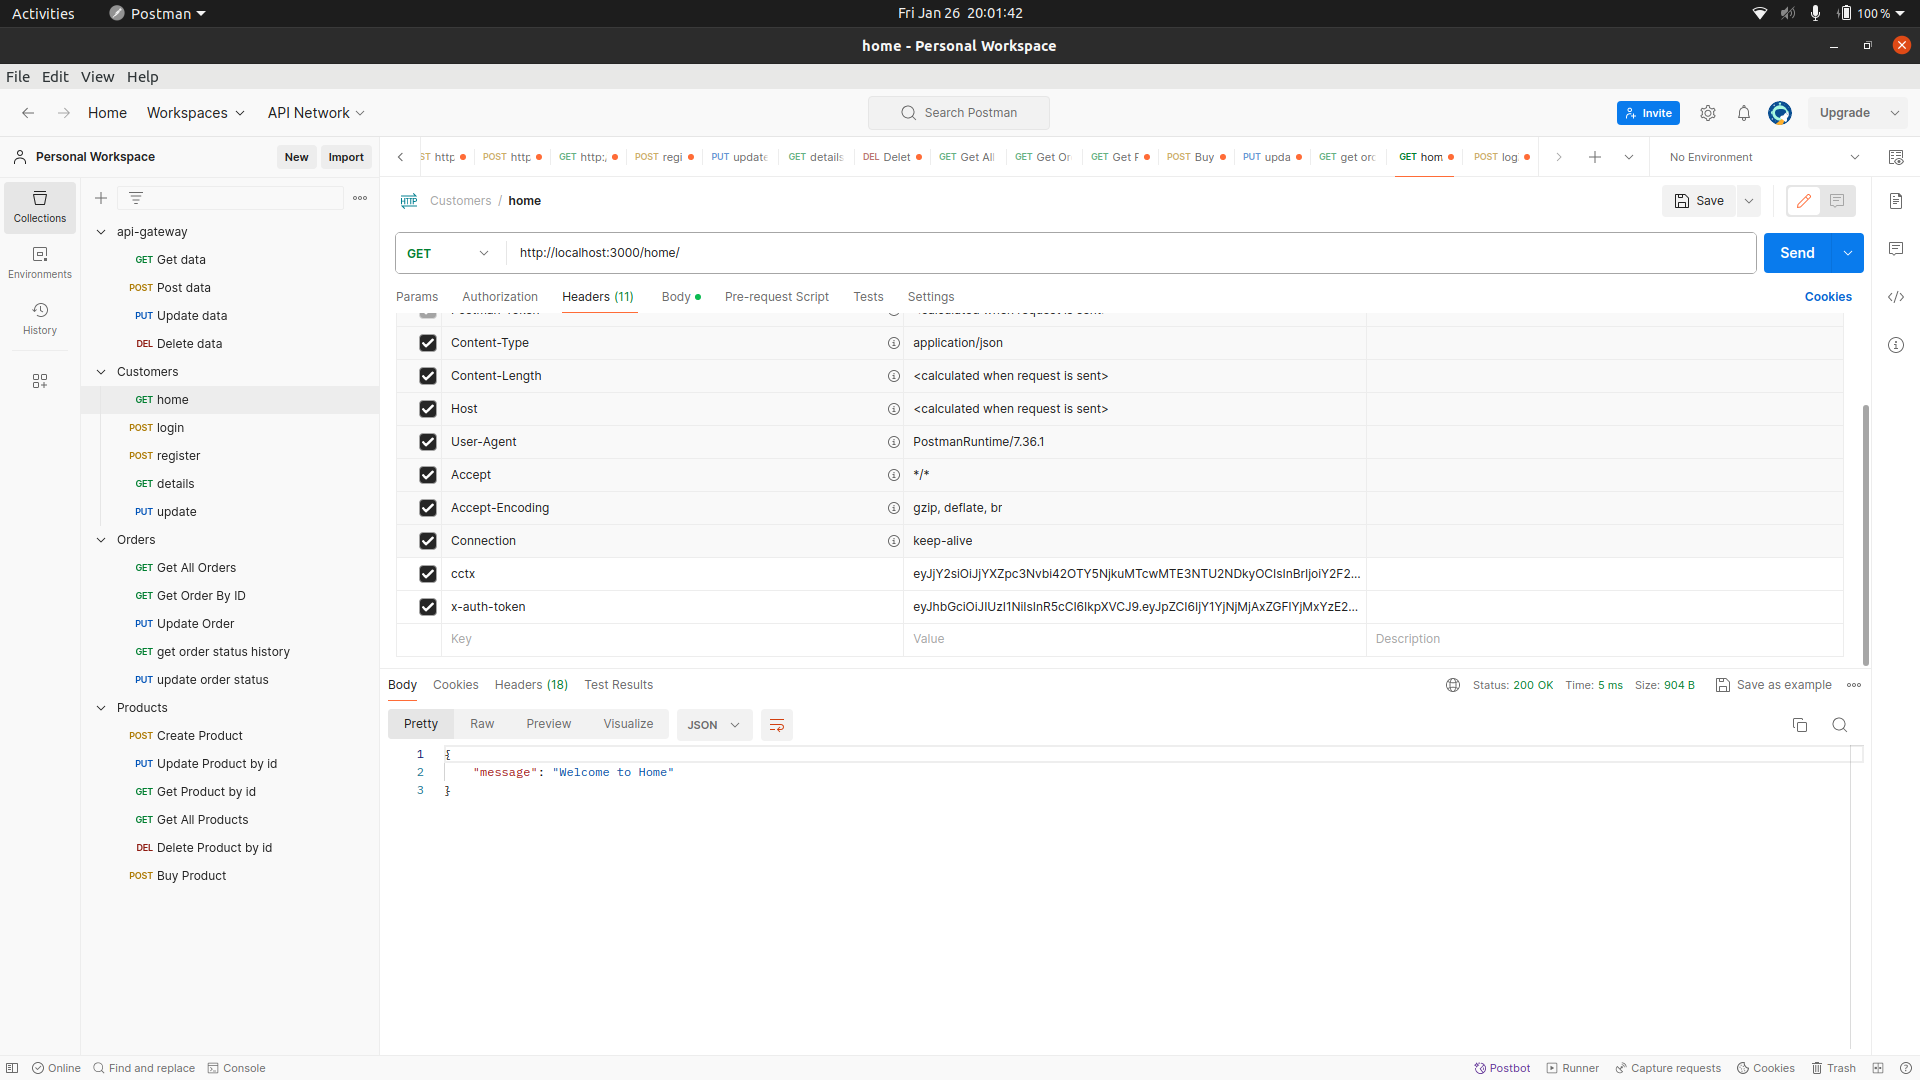 Activities Postman Fri Jan 26 20:01:42 100 %
home - Personal Workspace
File Edit View Help
Home Workspaces API Network Search Postman Invite Upgrade
Personal Workspace New Import
ST http POST http GET http:/ POST regi PUT update GET details DEL Delet GET Get All GET Get Or GET Get F POST Buy PUT upda GET get ord GET hom POST log No Environment
Collections
Environments
History
api-gateway
GET Get data
POST Post data
PUT Update data
DEL Delete data
Customers
GET home
POST login
POST register
GET details
PUT update
Orders
GET Get All Orders
GET Get Order By ID
PUT Update Order
GET get order status history
PUT update order status
Products
POST Create Product
PUT Update Product by id
GET Get Product by id
GET Get All Products
DEL Delete Product by id
POST Buy Product
HTTP Customers / home Save
GET http://localhost:3000/home/ Send
Params Authorization Headers (11) Body Pre-request Script Tests Settings Cookies
Content-Type application/json
Content-Length <calculated when request is sent>
Host <calculated when request is sent>
User-Agent PostmanRuntime/7.36.1
Accept */*
Accept-Encoding gzip, deflate, br
Connection keep-alive
cctx
x-auth-token
Key Value Description
Body Cookies Headers (18) Test Results Status: 200 OK Time: 5 ms Size: 904 B Save as example
Pretty Raw Preview Visualize JSON
1 {
2 "message": "Welcome to Home"
3 }
Online Find and replace Console Postbot Runner Capture requests Cookies Trash